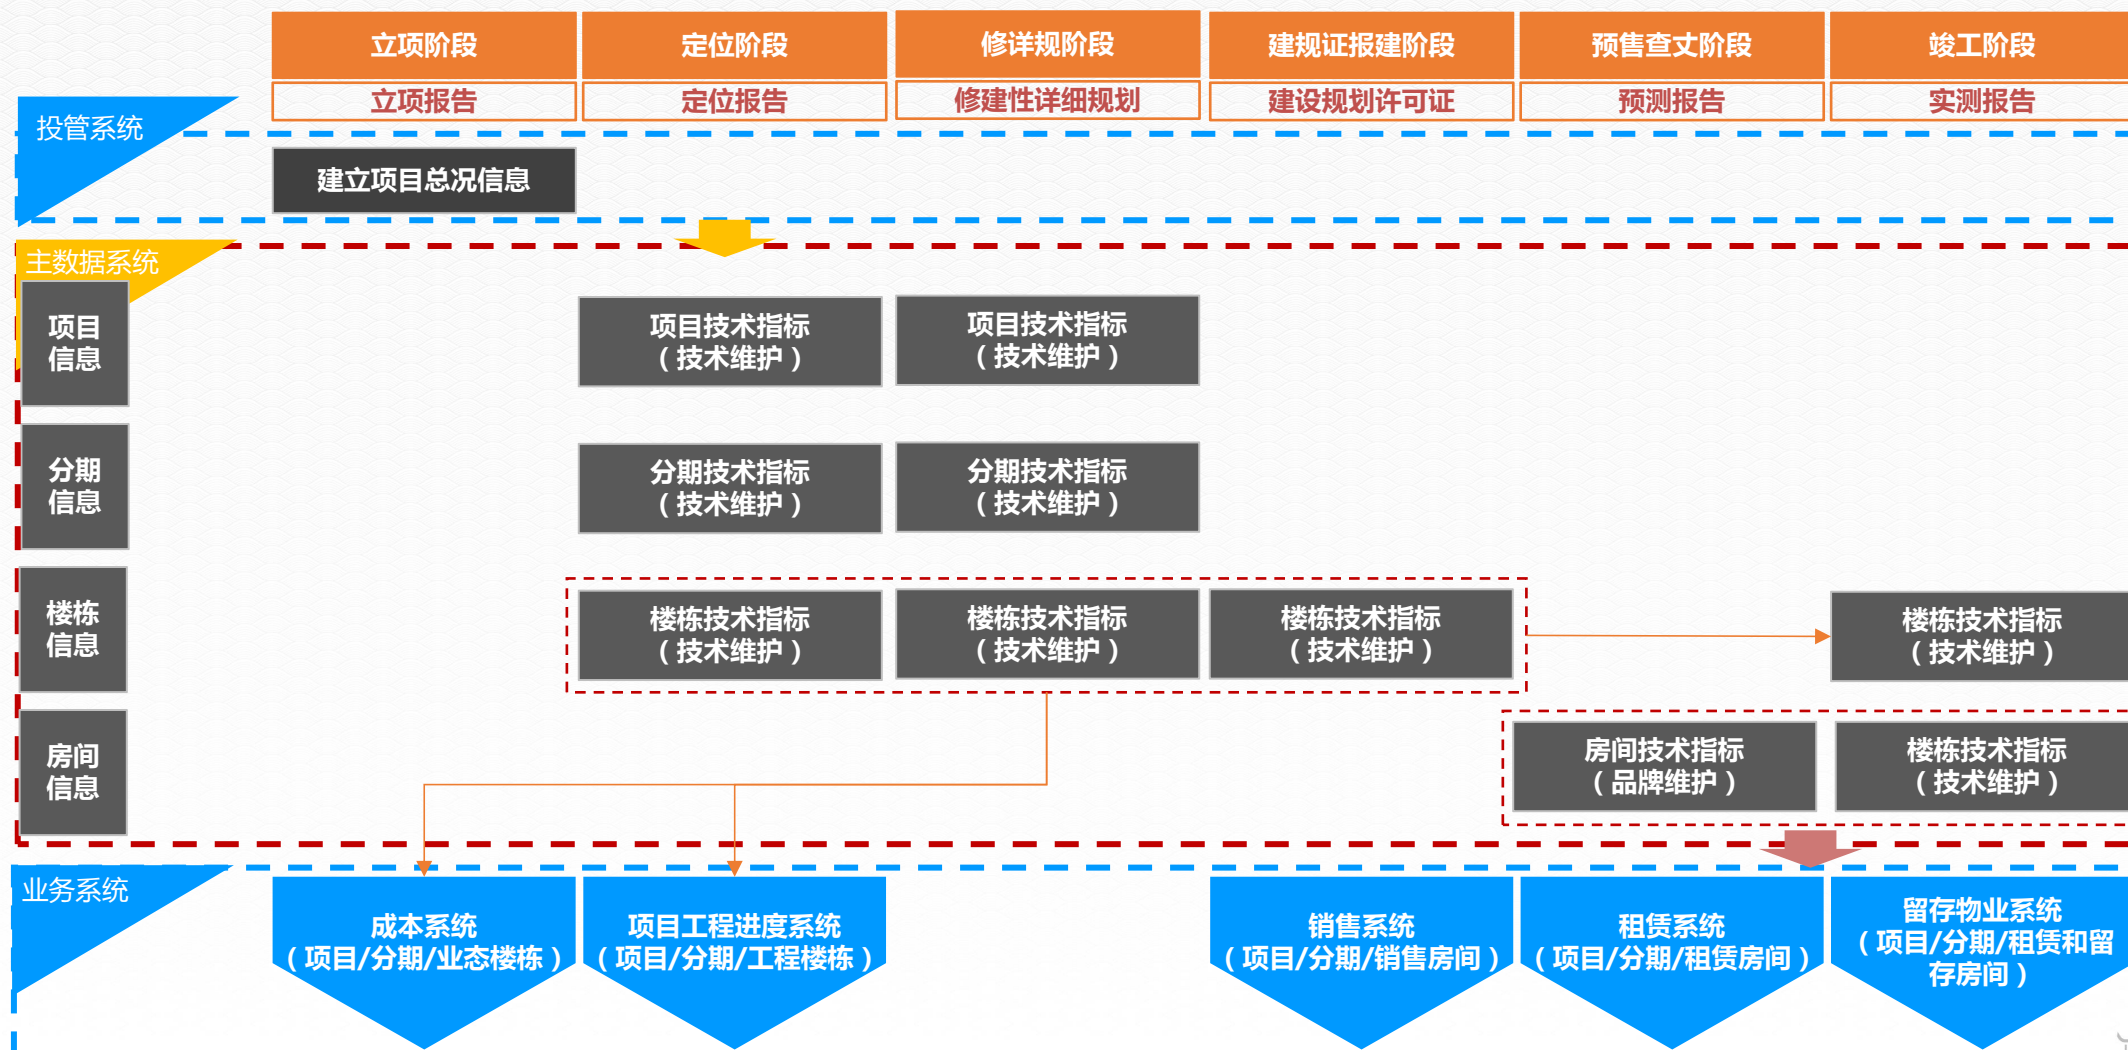 立项阶段
定位阶段
修详规阶段
建规证报建阶段
预售查丈阶段
竣工阶段
立项报告
定位报告
修建性详细规划
建设规划许可证
预测报告
实测报告
投管系统
建立项目总况信息
主数据系统
项目
信息
项目技术指标
（技术维护）
项目技术指标
（技术维护）
分期
信息
分期技术指标
（技术维护）
分期技术指标
（技术维护）
楼栋
信息
楼栋技术指标
（技术维护）
楼栋技术指标
（技术维护）
楼栋技术指标
（技术维护）
楼栋技术指标
（技术维护）
房间
信息
房间技术指标
（品牌维护）
楼栋技术指标
（技术维护）
业务系统
成本系统
（项目/分期/业态楼栋）
项目工程进度系统
（项目/分期/工程楼栋）
销售系统
（项目/分期/销售房间）
租赁系统
（项目/分期/租赁房间）
留存物业系统
（项目/分期/租赁和留
存房间）